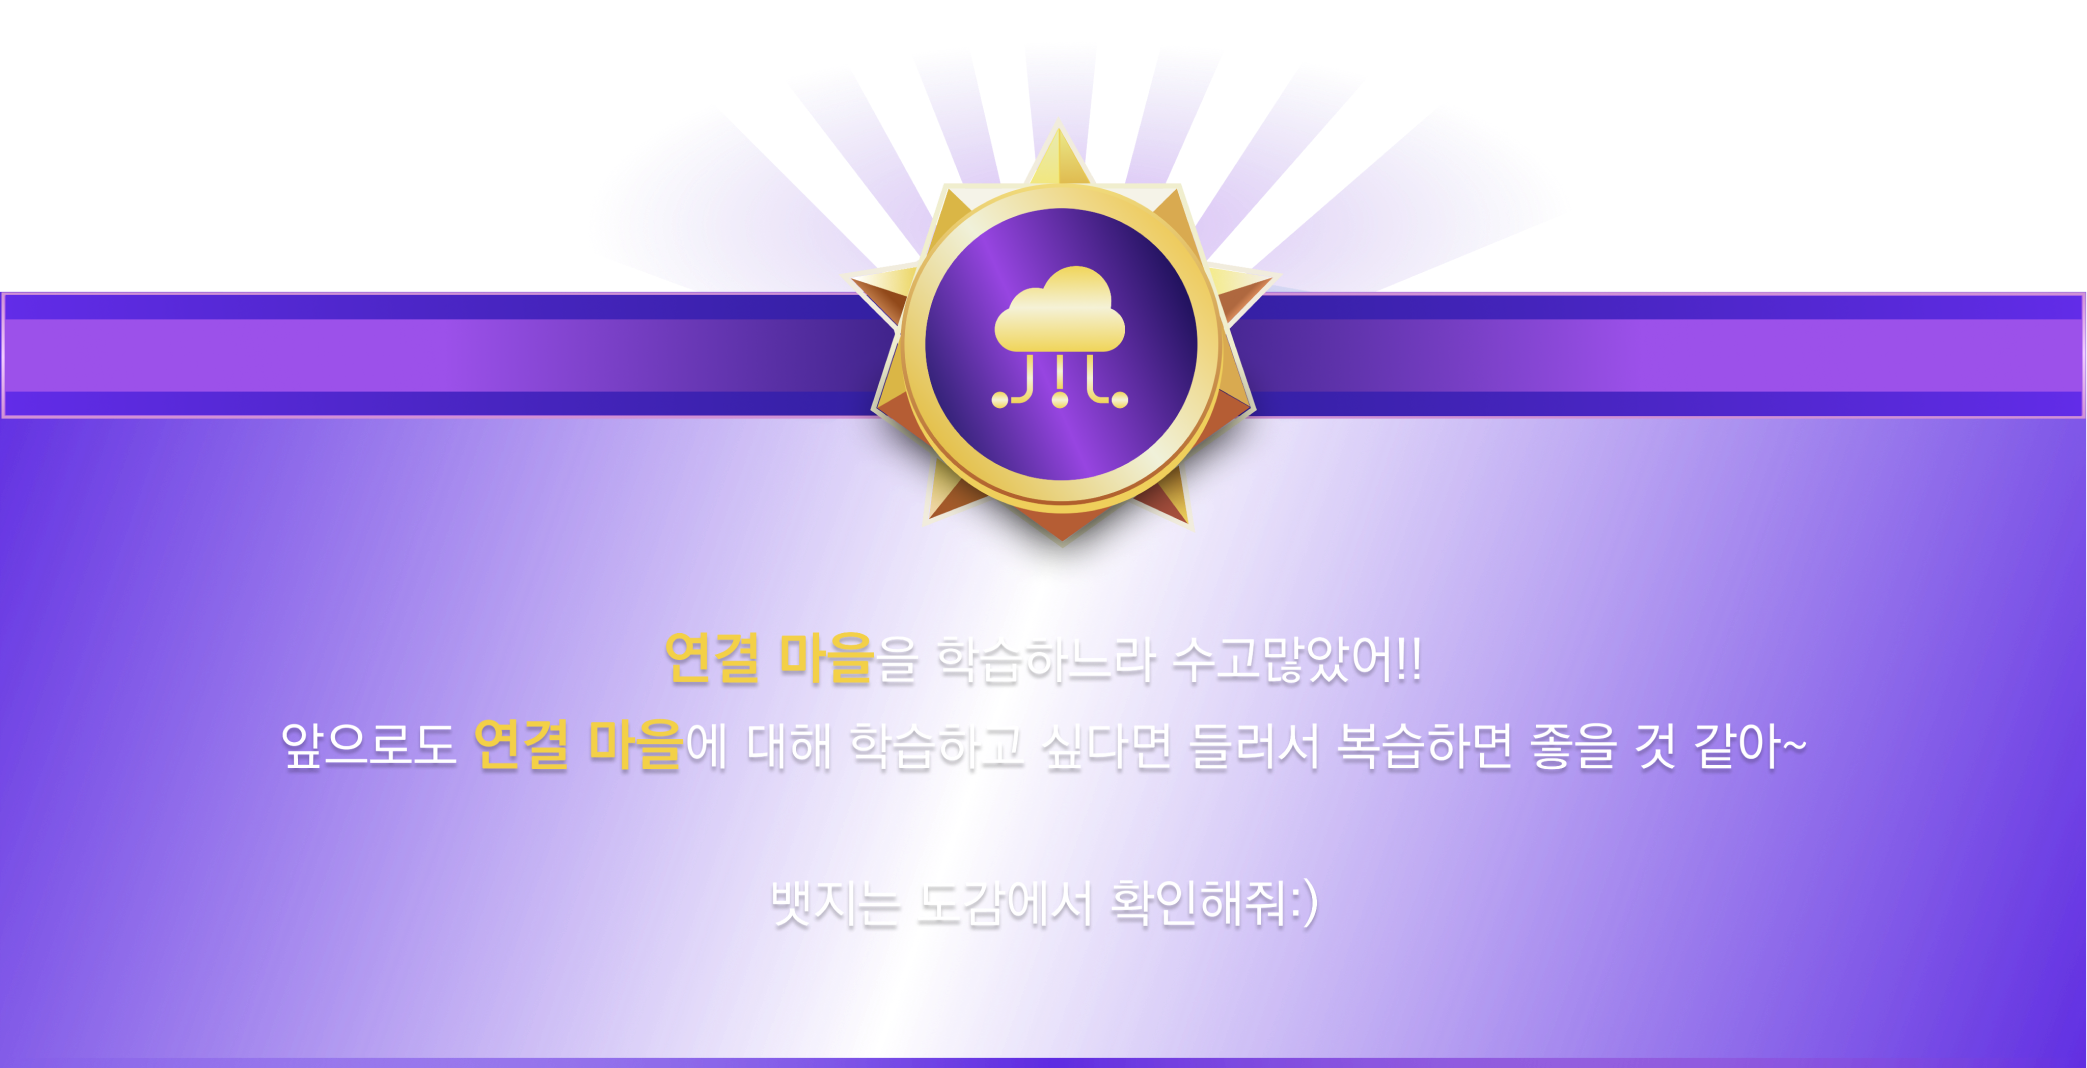 연결 마을을 학습하느라 수고많았어!!
앞으로도 연결 마을에 대해 학습하고 싶다면 들러서 복습하면 좋을 것 같아~
뱃지는 도감에서 확인해줘:)